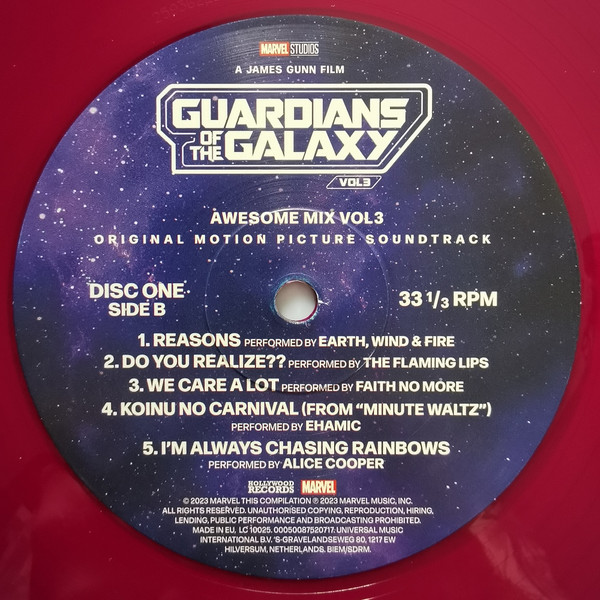 MARVEL STUDIOS
A JAMES GUNN FILM
GUARDIANS
OF THE GALAXY
VOL3
AWESOME MIX VOL3
ORIGINAL MOTION PICTURE SOUNDTRACK
DISC ONE
SIDE B
33 1/3 RPM
1. REASONS PERFORMED BY EARTH, WIND & FIRE
2. DO YOU REALIZE?? PERFORMED BY THE FLAMING LIPS
3. WE CARE A LOT PERFORMED BY FAITH NO MORE
4. KOINU NO CARNIVAL (FROM “MINUTE WALTZ”)
PERFORMED BY EHAMIC
5. I’M ALWAYS CHASING RAINBOWS
PERFORMED BY ALICE COOPER
HOLLYWOOD RECORDS MARVEL
© 2023 MARVEL THIS COMPILATION ℗ 2023 MARVEL MUSIC, INC.
ALL RIGHTS RESERVED. UNAUTHORISED COPYING, REPRODUCTION, HIRING,
LENDING, PUBLIC PERFORMANCE AND BROADCASTING PROHIBITED.
MADE IN EU. LC 10025. 00050087520717. UNIVERSAL MUSIC
INTERNATIONAL B.V. 'S-GRAVELANDSEWEG 80, 1217 EW
HILVERSUM, NETHERLANDS. BIEM/SDRM.